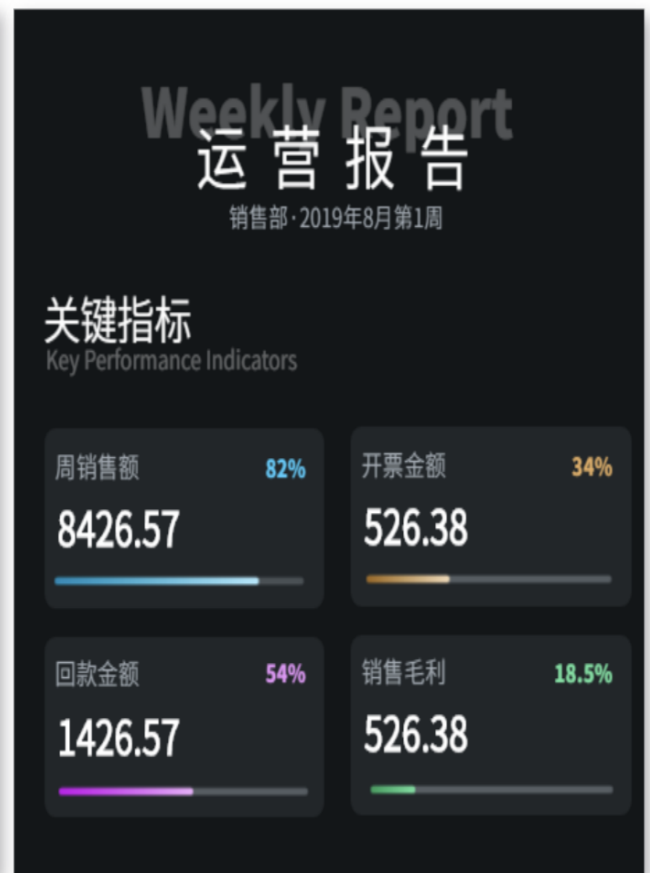 Weekly Report
运营报告
销售部·2019年8月第1周
关键指标
Key Performance Indicators
周销售额 82%
8426.57
开票金额 34%
526.38
回款金额 54%
1426.57
销售毛利 18.5%
526.38